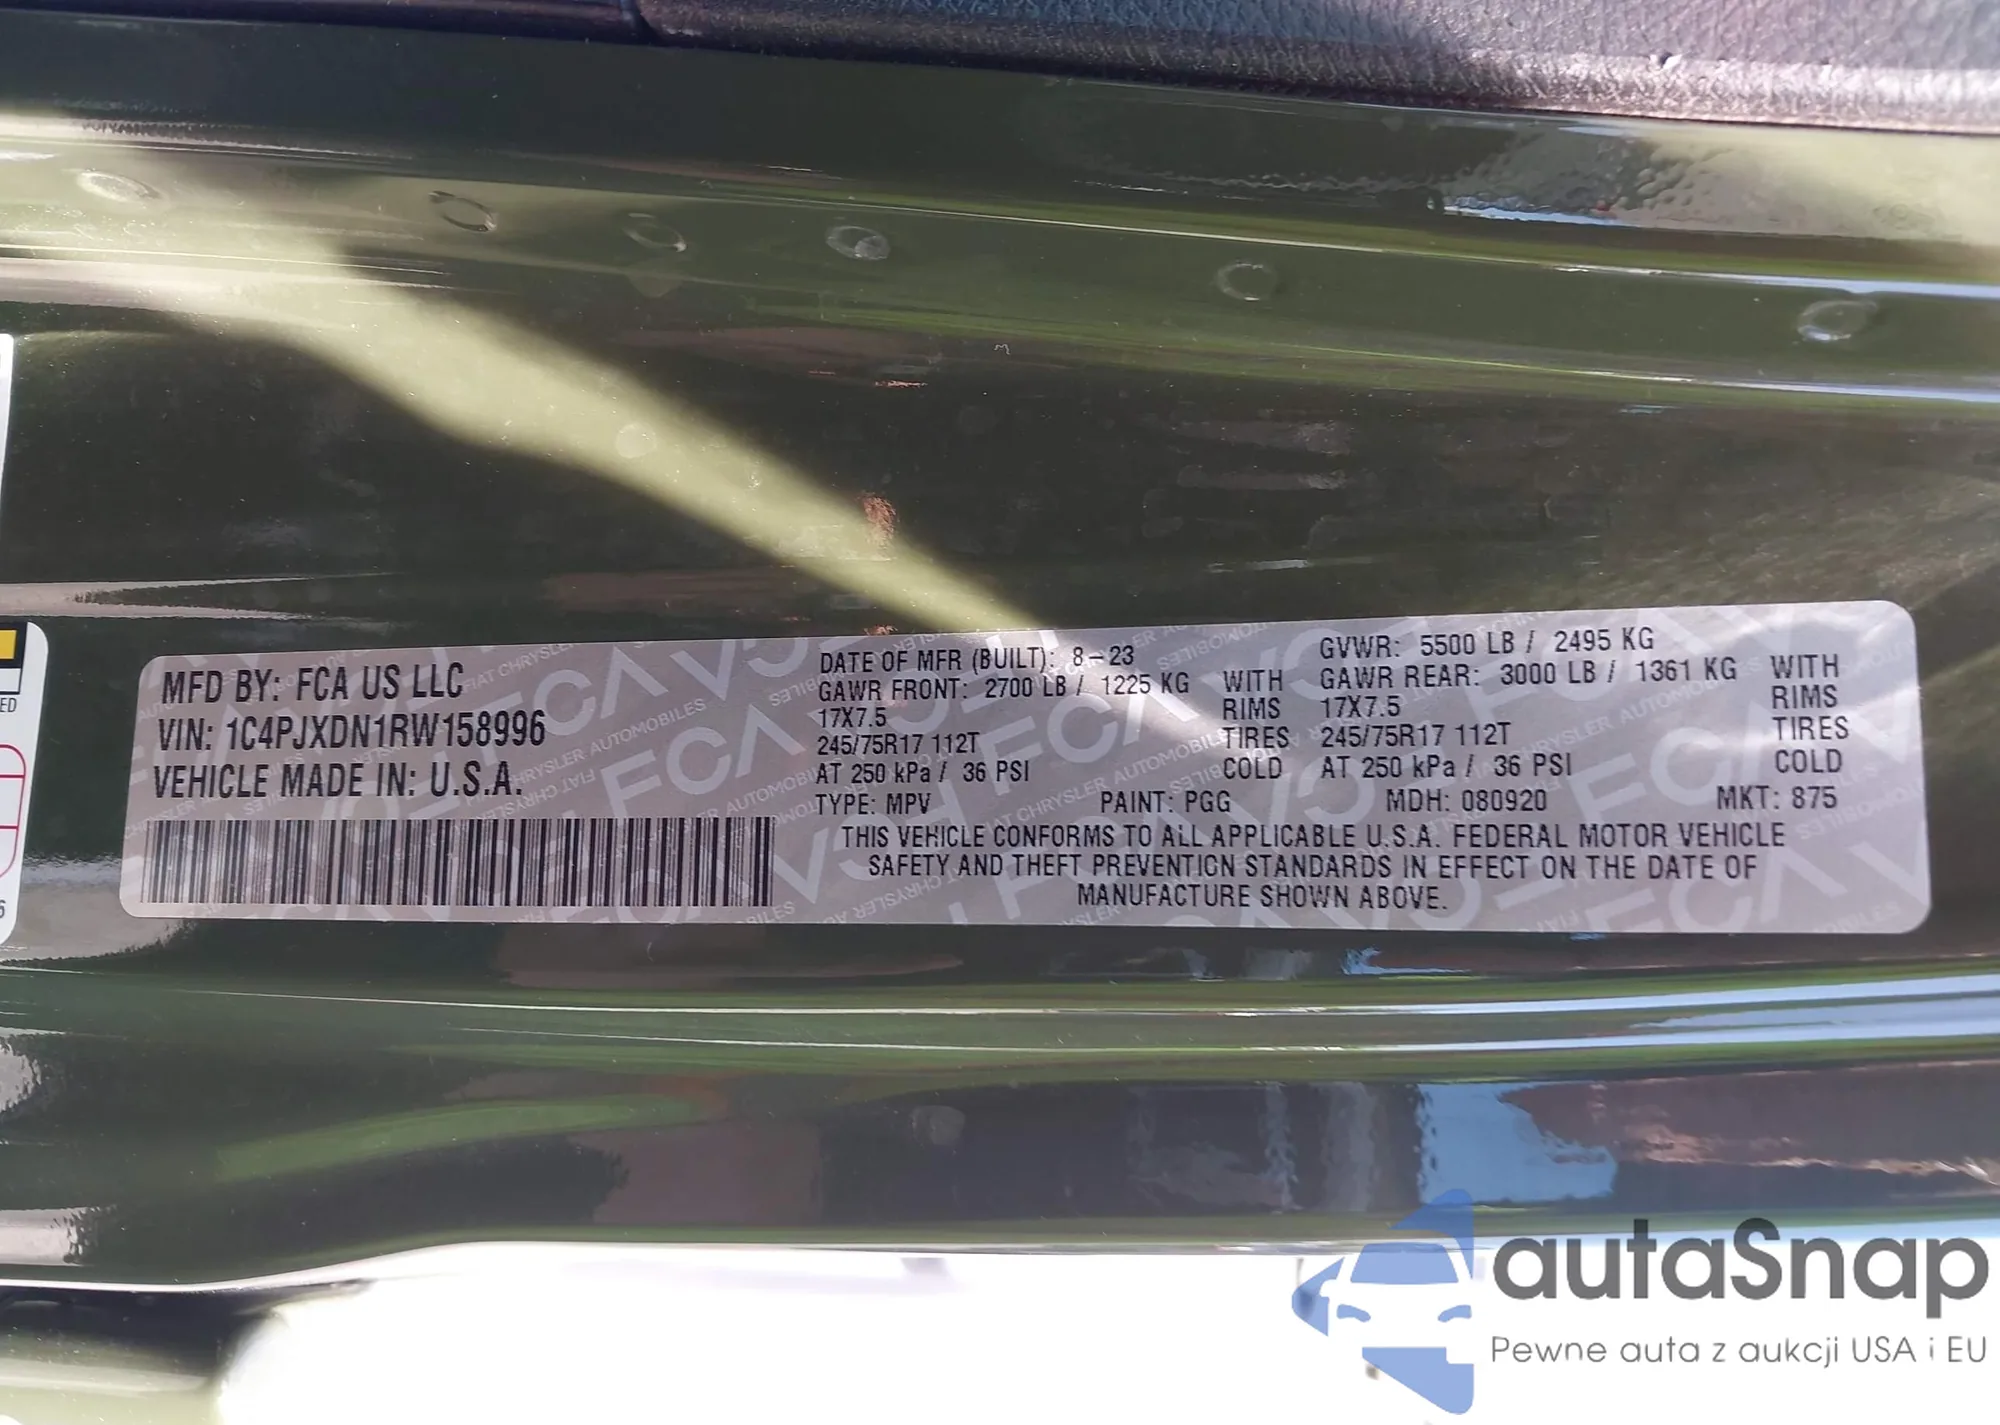 MFD BY: FCA US LLC
VIN: 1C4PJXDN1RW158996
VEHICLE MADE IN: U.S.A.
DATE OF MFR (BUILT): 8-23
GAWR FRONT: 2700 LB / 1225 KG WITH
17X7.5 RIMS
245/75R17 112T TIRES
AT 250 kPa / 36 PSI COLD
GVWR: 5500 LB / 2495 KG
GAWR REAR: 3000 LB / 1361 KG WITH
17X7.5 RIMS
245/75R17 112T TIRES
AT 250 kPa / 36 PSI COLD
TYPE: MPV PAINT: PGG MDH: 080920 MKT: 875
THIS VEHICLE CONFORMS TO ALL APPLICABLE U.S.A. FEDERAL MOTOR VEHICLE
SAFETY AND THEFT PREVENTION STANDARDS IN EFFECT ON THE DATE OF
MANUFACTURE SHOWN ABOVE.
autoSnap
Pewne auta z aukcji USA i EU